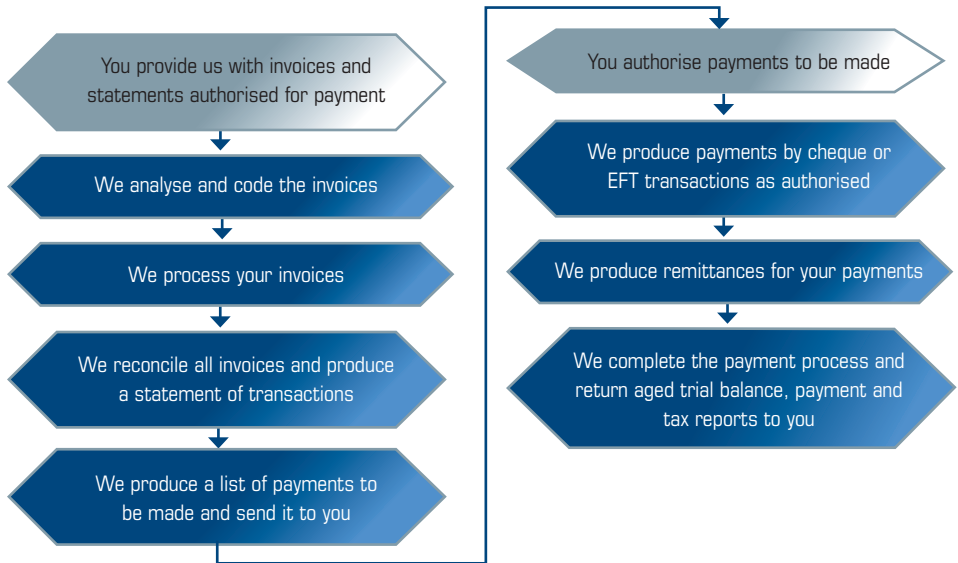 You provide us with invoices and
statements authorised for payment
We analyse and code the invoices
We process your invoices
We reconcile all invoices and produce
a statement of transactions
We produce a list of payments to
be made and send it to you
You authorise payments to be made
We produce payments by cheque or
EFT transactions as authorised
We produce remittances for your payments
We complete the payment process and
return aged trial balance, payment and
tax reports to you